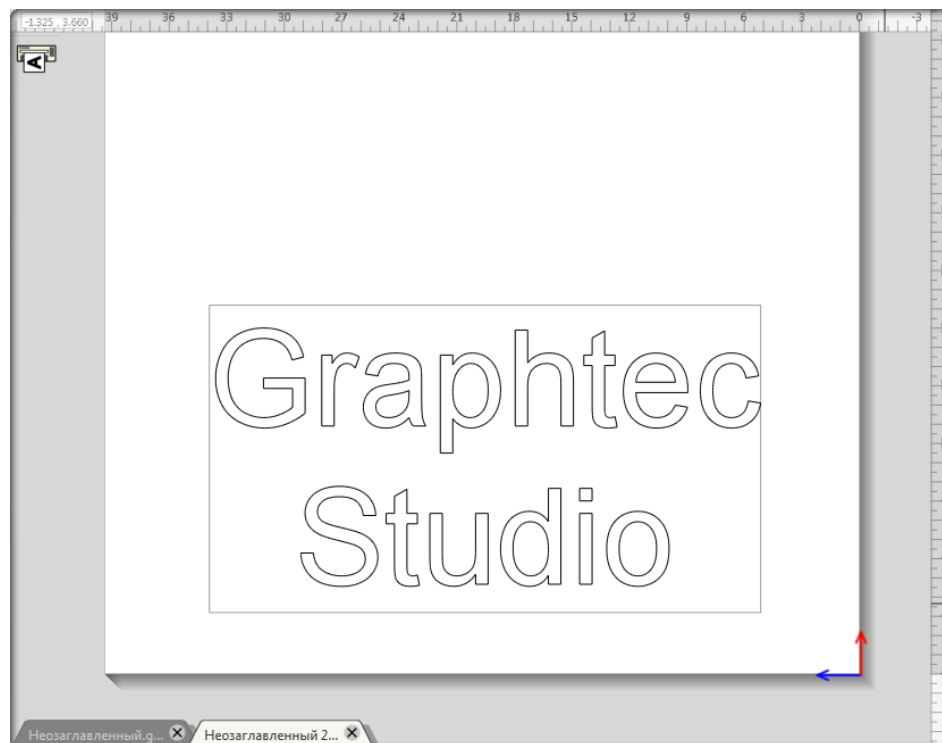 -1.325 , 3.660
39 36 33 30 27 24 21 18 15 12 9 6 3 0 -3
A
Graphtec
Studio
Неозаглавленный.g... Неозаглавленный 2...